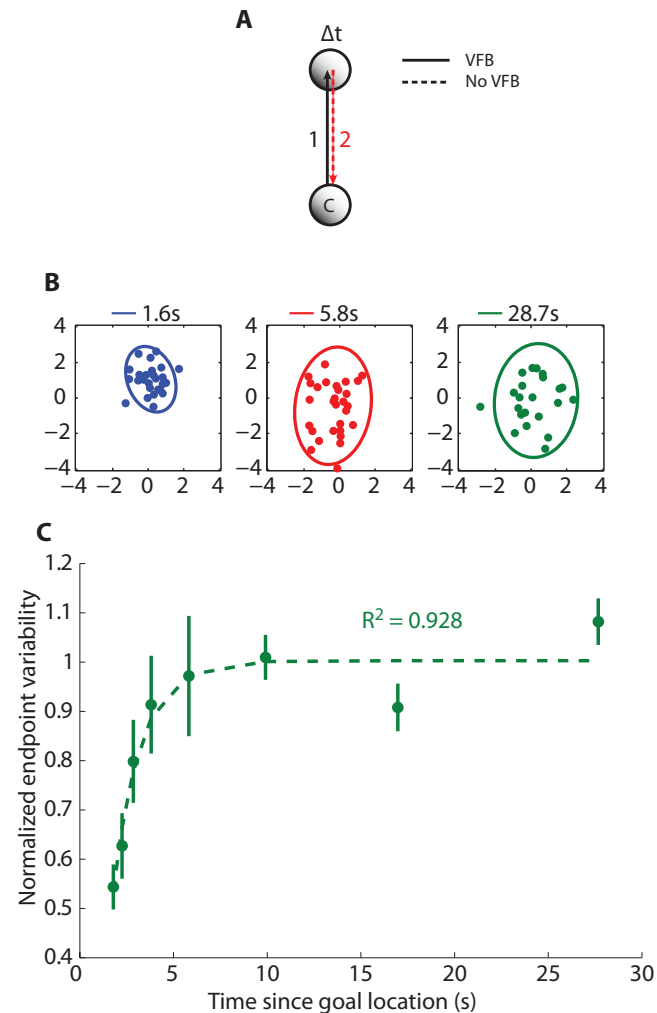 A
Δt
VFB
No VFB
1
2
C
B
1.6s
5.8s
28.7s
4
2
0
−2
−4
−4 −2 0 2 4
4
2
0
−2
−4
−4 −2 0 2 4
4
2
0
−2
−4
−4 −2 0 2 4
C
1.2
1.1
1
0.9
0.8
0.7
0.6
0.5
0.4
Normalized endpoint variability
R² = 0.928
0 5 10 15 20 25 30
Time since goal location (s)